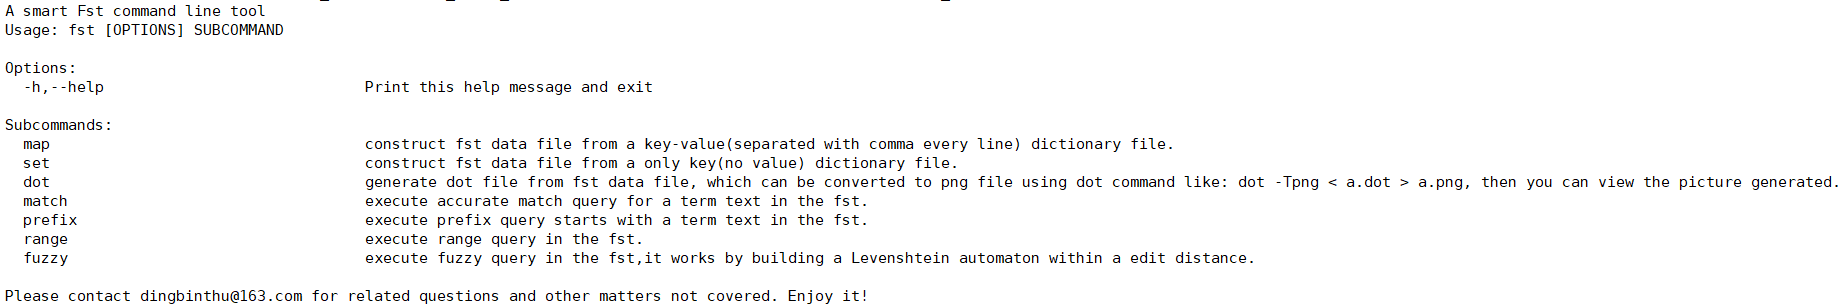 A smart Fst command line tool
Usage: fst [OPTIONS] SUBCOMMAND
Options:
-h,--help Print this help message and exit
Subcommands:
map construct fst data file from a key-value(separated with comma every line) dictionary file.
set construct fst data file from a only key(no value) dictionary file.
dot generate dot file from fst data file, which can be converted to png file using dot command like: dot -Tpng < a.dot > a.png, then you can view the picture generated.
match execute accurate match query for a term text in the fst.
prefix execute prefix query starts with a term text in the fst.
range execute range query in the fst.
fuzzy execute fuzzy query in the fst,it works by building a Levenshtein automaton within a edit distance.
Please contact dingbinthu@163.com for related questions and other matters not covered. Enjoy it!